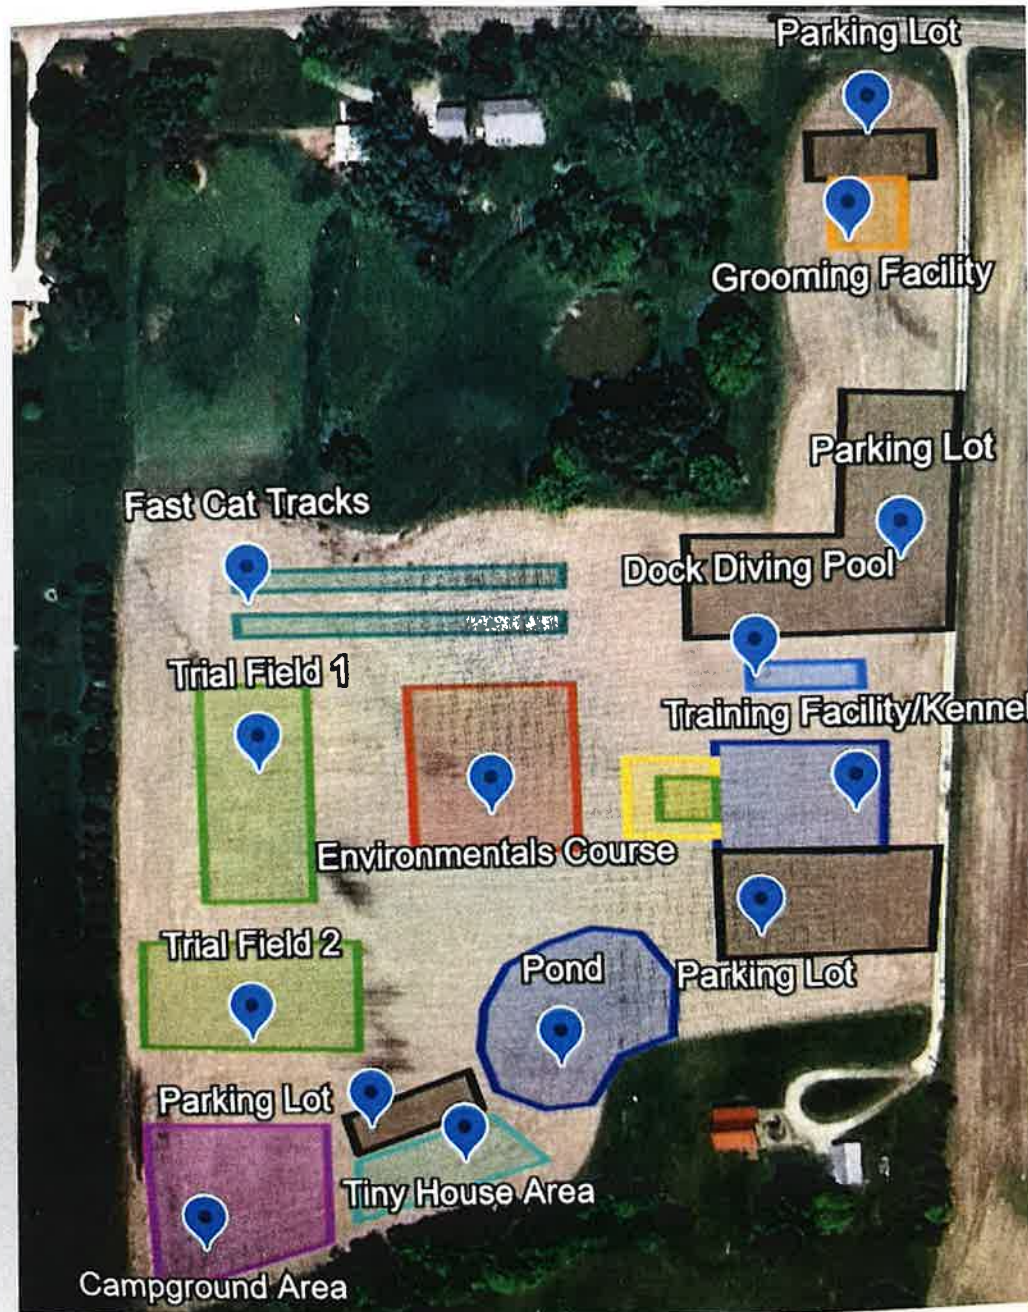 Parking Lot
Grooming Facility
Parking Lot
Fast Cat Tracks
Dock Diving Pool
Trial Field 1
Training Facility/Kennel
Environmentals Course
Trial Field 2
Pond
Parking Lot
Parking Lot
Tiny House Area
Campground Area